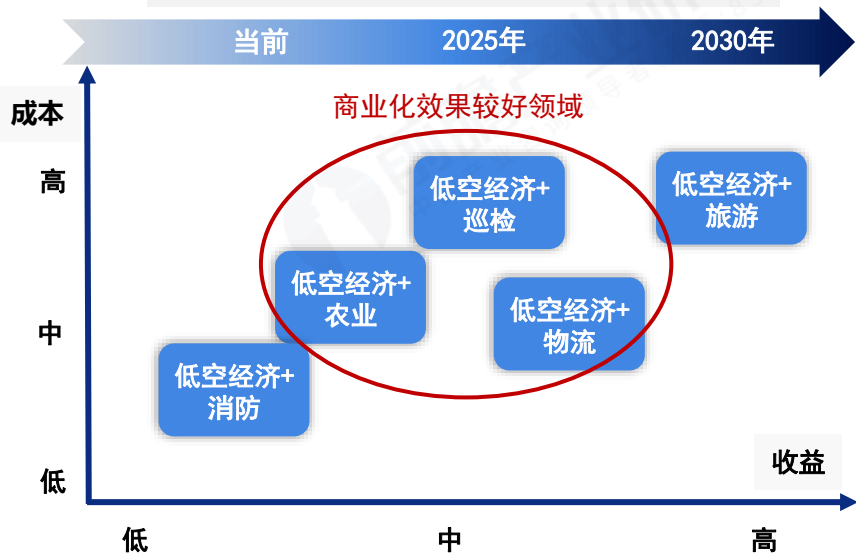 当前
2025年
2030年
成本
商业化效果较好领域
高
低空经济+
巡检
低空经济+
旅游
低空经济+
农业
低空经济+
物流
中
低空经济+
消防
低
收益
低
中
高